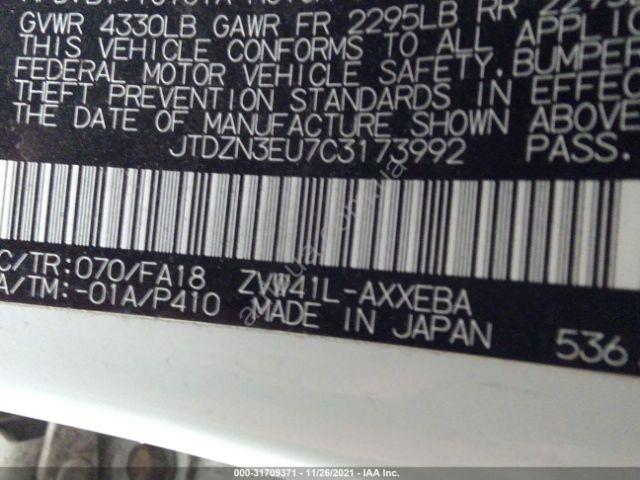 GVWR 4330LB GAWR FR 2295LB RR
THIS VEHICLE CONFORMS TO ALL APPLIC
FEDERAL MOTOR VEHICLE SAFETY, BUMPER
THEFT PREVENTION STANDARDS IN EFFEC
THE DATE OF MANUFACTURE SHOWN ABOVE
JTDZN3EU7C3173992 PASS.
C/TR:070/FA18 ZVW41L-AXXEBA
A/TM:-01A/P410 MADE IN JAPAN 536
000-31709371 - 11/26/2021 - IAA Inc.